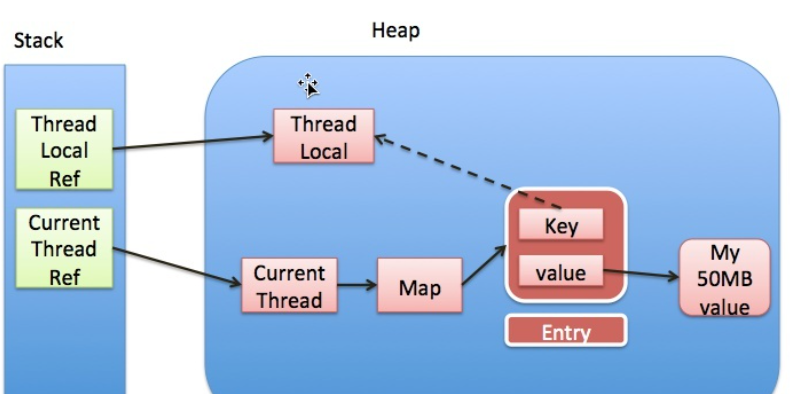 Stack
Heap
Thread
Local
Ref
Thread
Local
Current
Thread
Ref
Current
Thread
Map
Key
value
Entry
My
50MB
value